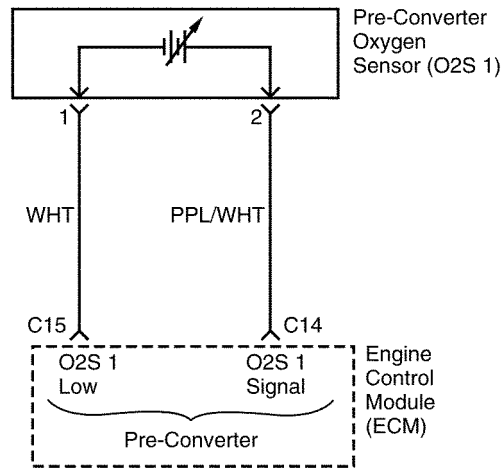 Pre-Converter
Oxygen
Sensor (O2S 1)
1
2
WHT
PPL/WHT
C15
C14
O2S 1
Low
O2S 1
Signal
Pre-Converter
Engine
Control
Module
(ECM)